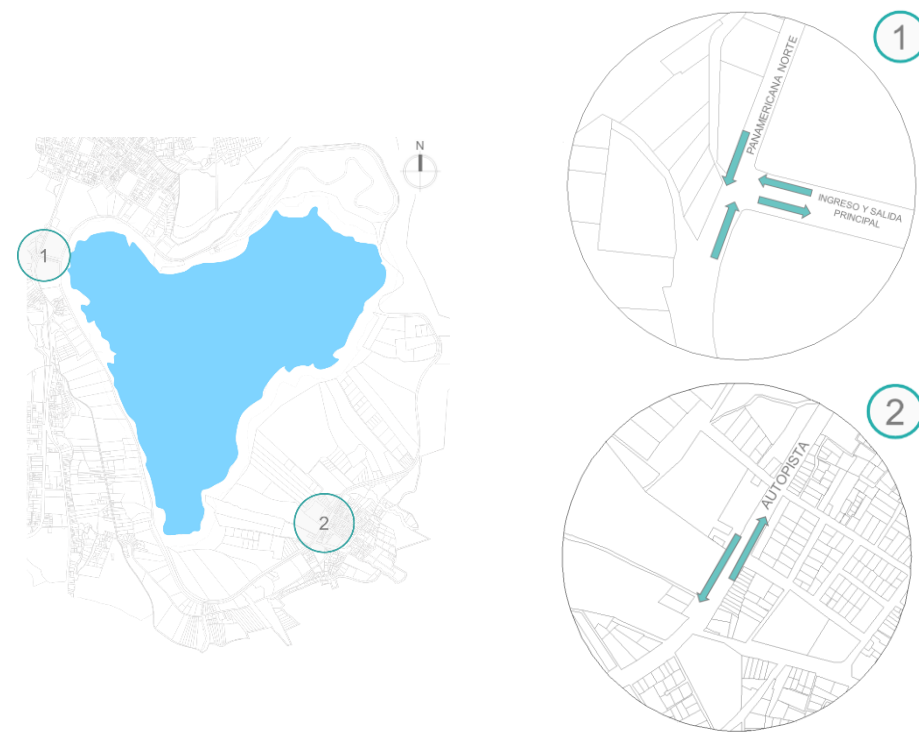 N
1
2
1
PANAMERICANA NORTE
INGRESO Y SALIDA
PRINCIPAL
2
AUTOPISTA